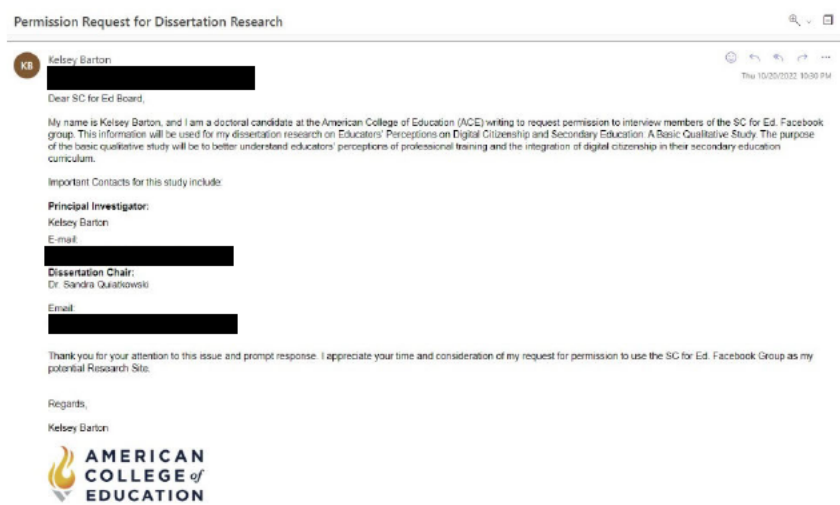 Permission Request for Dissertation Research
KB
Kelsey Barton
Thu 10/20/2022 10:30 PM
Dear SC for Ed Board,
My name is Kelsey Barton, and I am a doctoral candidate at the American College of Education (ACE) writing to request permission to interview members of the SC for Ed. Facebook
group. This information will be used for my dissertation research on Educators' Perceptions on Digital Citizenship and Secondary Education: A Basic Qualitative Study. The purpose
of the basic qualitative study will be to better understand educators' perceptions of professional training and the integration of digital citizenship in their secondary education
curriculum.
Important Contacts for this study include:
Principal Investigator:
Kelsey Barton
E-mail:
Dissertation Chair:
Dr. Sandra Quiatkowski
Email:
Thank you for your attention to this issue and prompt response. I appreciate your time and consideration of my request for permission to use the SC for Ed. Facebook Group as my
potential Research Site.
Regards,
Kelsey Barton
AMERICAN
COLLEGE of
EDUCATION